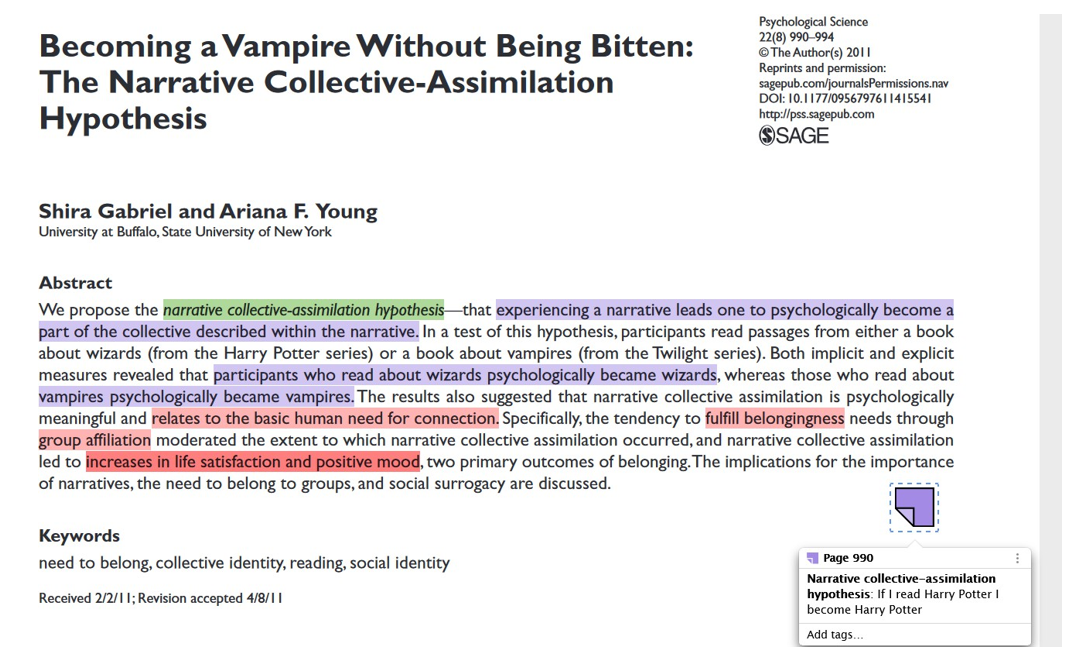 Becoming a Vampire Without Being Bitten:
The Narrative Collective-Assimilation
Hypothesis
Psychological Science
22(8) 990–994
© The Author(s) 2011
Reprints and permission:
sagepub.com/journalsPermissions.nav
DOI: 10.1177/0956797611415541
http://pss.sagepub.com
SAGE
Shira Gabriel and Ariana F. Young
University at Buffalo, State University of New York
Abstract
We propose the narrative collective-assimilation hypothesis—that experiencing a narrative leads one to psychologically become a
part of the collective described within the narrative. In a test of this hypothesis, participants read passages from either a book
about wizards (from the Harry Potter series) or a book about vampires (from the Twilight series). Both implicit and explicit
measures revealed that participants who read about wizards psychologically became wizards, whereas those who read about
vampires psychologically became vampires. The results also suggested that narrative collective assimilation is psychologically
meaningful and relates to the basic human need for connection. Specifically, the tendency to fulfill belongingness needs through
group affiliation moderated the extent to which narrative collective assimilation occurred, and narrative collective assimilation
led to increases in life satisfaction and positive mood, two primary outcomes of belonging. The implications for the importance
of narratives, the need to belong to groups, and social surrogacy are discussed.
Keywords
need to belong, collective identity, reading, social identity
Received 2/2/11; Revision accepted 4/8/11
Page 990
Narrative collective-assimilation
hypothesis: If I read Harry Potter I
become Harry Potter
Add tags...